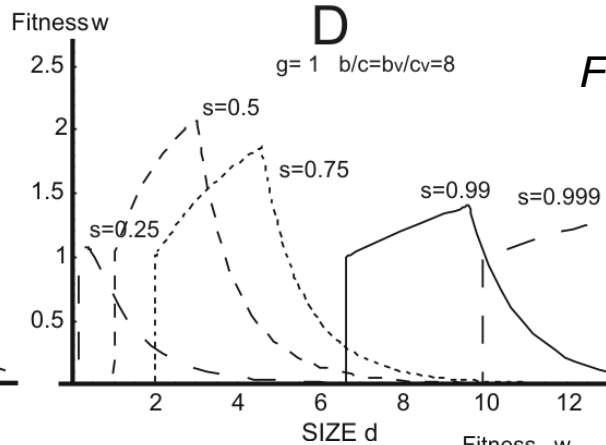 Fitness w
D
g= 1 b/c=bv/cv=8
F
2.5
s=0.5
2
s=0.75
1.5
s=0.99
s=0.999
s=0.25
1
0.5
2 4 6 8 10 12
SIZE d
Fitness w